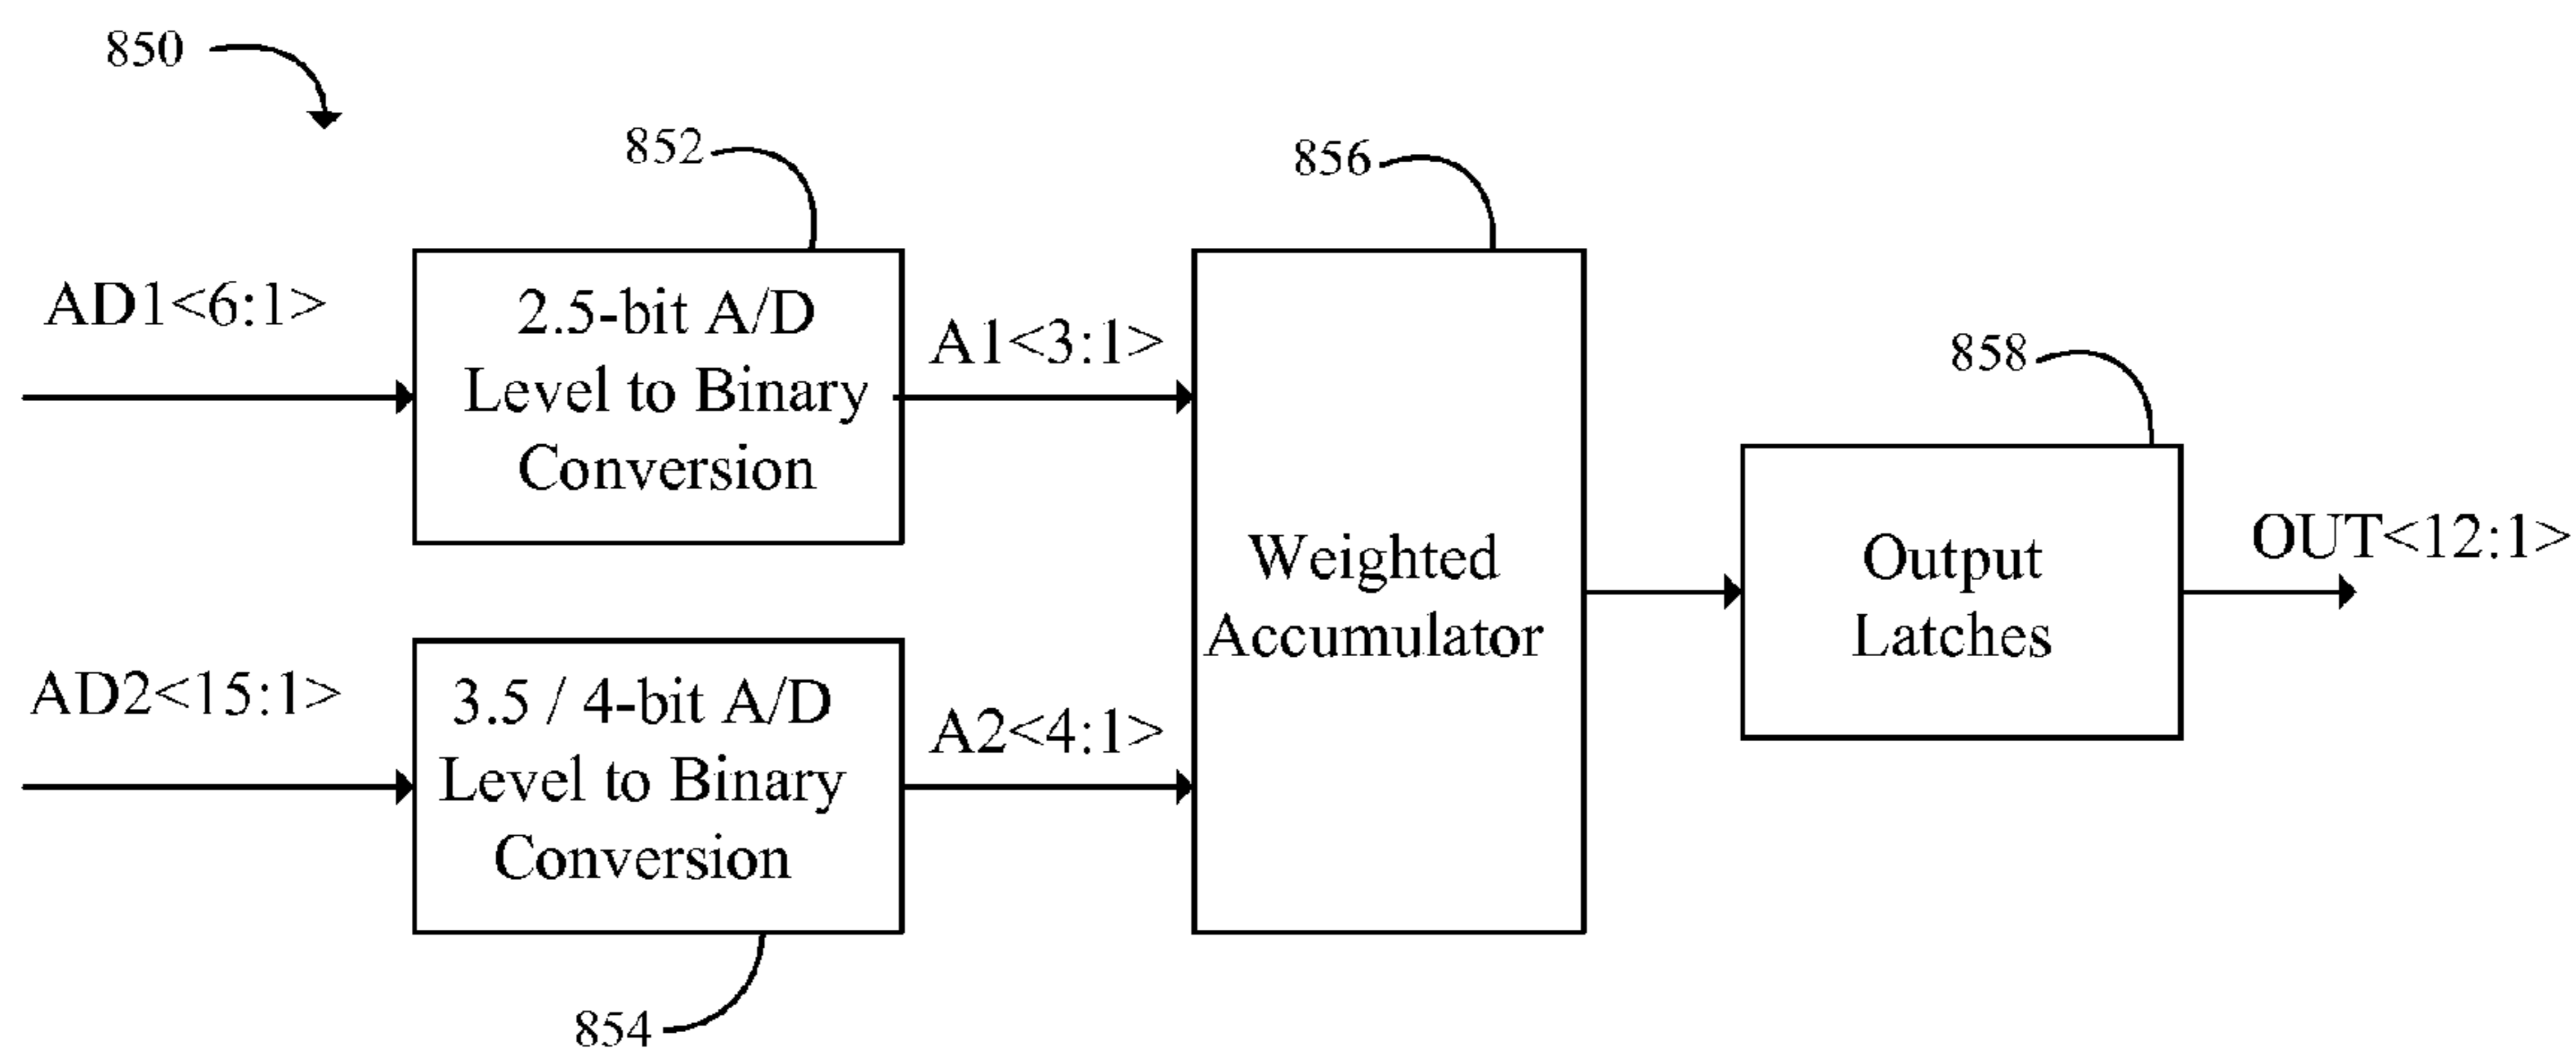 850
852
856
AD1<6:1>
2.5-bit A/D
Level to Binary
Conversion
A1<3:1>
858
AD2<15:1>
3.5 / 4-bit A/D
Level to Binary
Conversion
A2<4:1>
Weighted
Accumulator
Output
Latches
OUT<12:1>
854